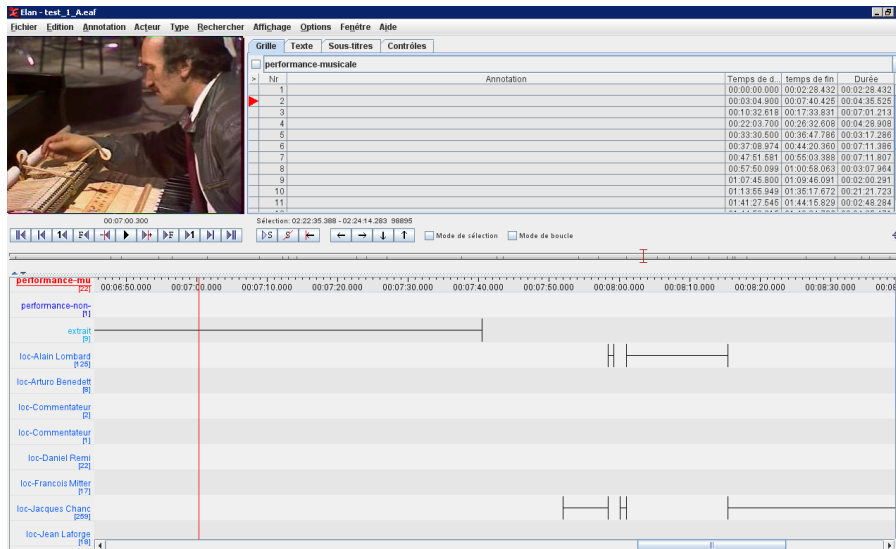 Elan - test_1_A.eaf
Fichier Edition Annotation Acteur Type Rechercher Affichage Options Fenêtre Aide
Grille Texte Sous-titres Contrôles
performance-musicale
> Nr Annotation Temps de d... temps de fin Durée
1 00:00:00.000 00:02:28.432 00:02:28.432
2 00:03:04.900 00:07:40.425 00:04:35.525
3 00:10:32.618 00:17:33.831 00:07:01.213
4 00:22:03.700 00:26:32.608 00:04:28.908
5 00:33:30.500 00:36:47.786 00:03:17.286
6 00:37:08.974 00:44:20.360 00:07:11.386
7 00:47:51.581 00:55:03.388 00:07:11.807
8 00:57:50.099 01:00:58.063 00:03:07.964
9 01:07:45.800 01:09:46.091 00:02:00.291
10 01:13:55.949 01:35:17.672 00:21:21.723
11 01:41:27.545 01:44:15.829 00:02:48.284
00:07:00.300
Sélection: 02:22:35.388 - 02:24:14.283 98895
1 F F 1 S S Mode de sélection Mode de boucle
performance-mu
[22]
00:06:50.000 00:07:00.000 00:07:10.000 00:07:20.000 00:07:30.000 00:07:40.000 00:07:50.000 00:08:00.000 00:08:10.000 00:08:20.000 00:08:30.000 00:08
performance-non-
[1]
extrait
[9]
loc-Alain Lombard
[125]
loc-Arturo Benedett
[8]
loc-Commentateur
[2]
loc-Commentateur
[1]
loc-Daniel Remi
[22]
loc-Francois Mitter
[17]
loc-Jacques Chanc
[259]
loc-Jean Laforge
[18]